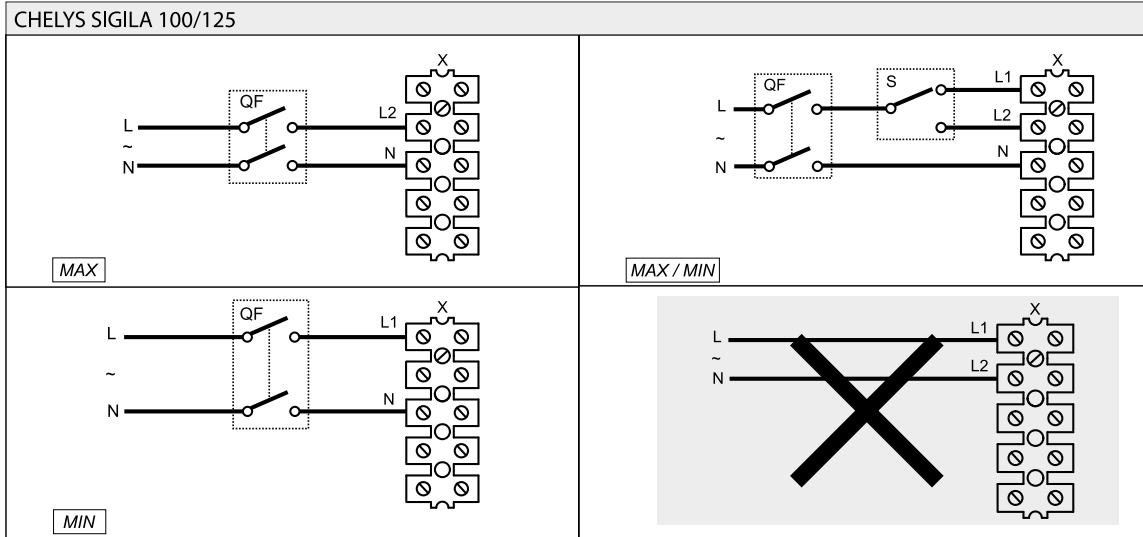 CHELYS SIGILA 100/125
X
QF
L2
L
~
N
N
MAX
X
QF
S
L1
L
L2
~
N
N
MAX / MIN
X
QF
L1
L
~
N
N
MIN
X
L1
L
~
L2
N